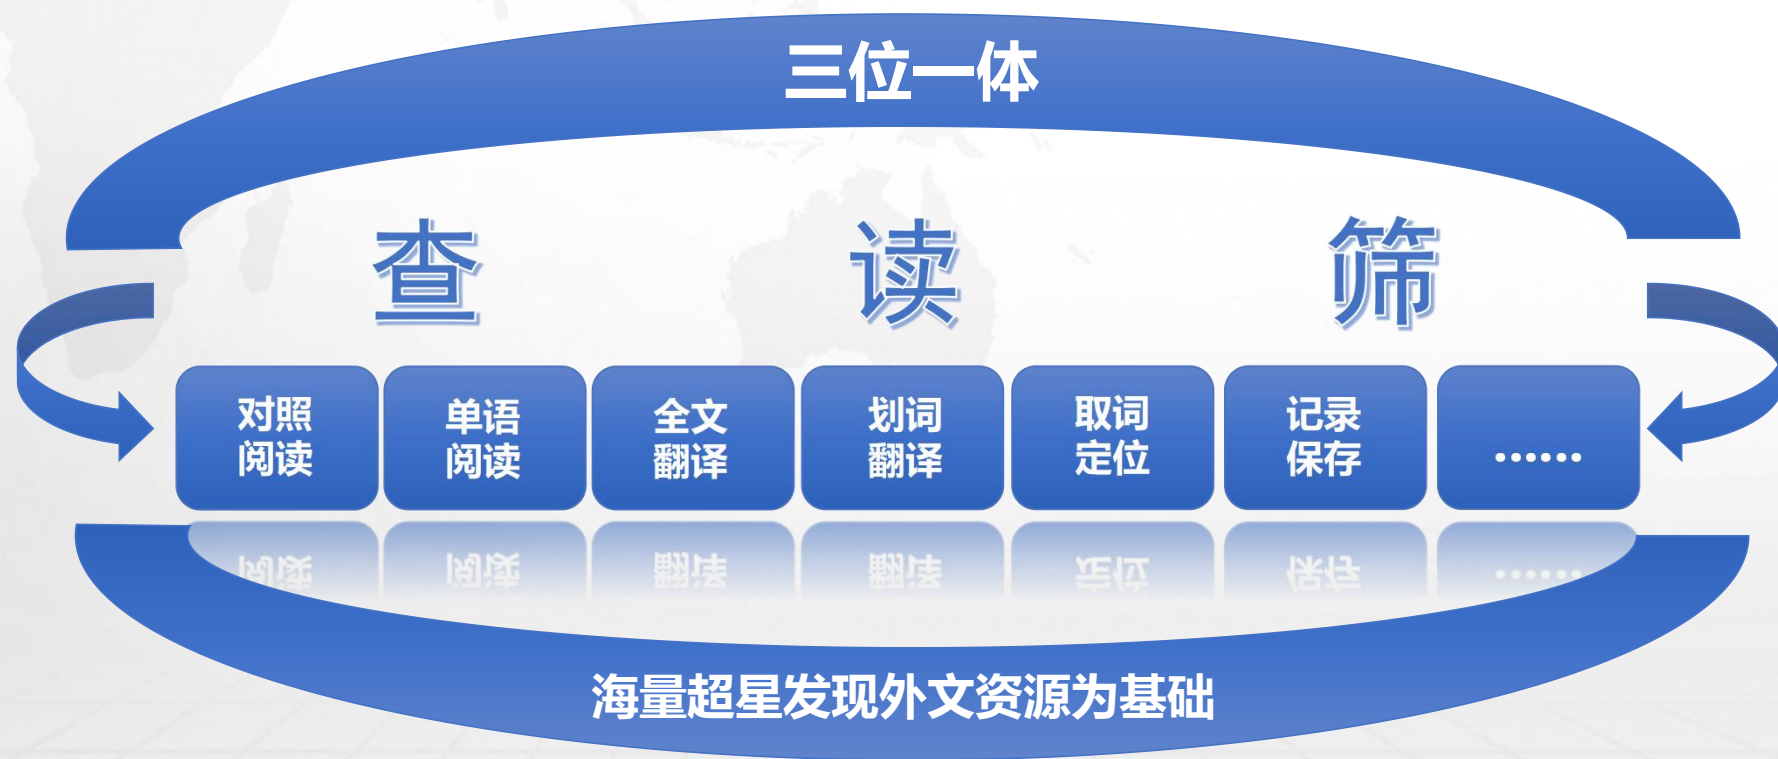 三位一体
查 读 筛
对照
阅读
单语
阅读
全文
翻译
划词
翻译
取词
定位
记录
保存
......
海量超星发现外文资源为基础